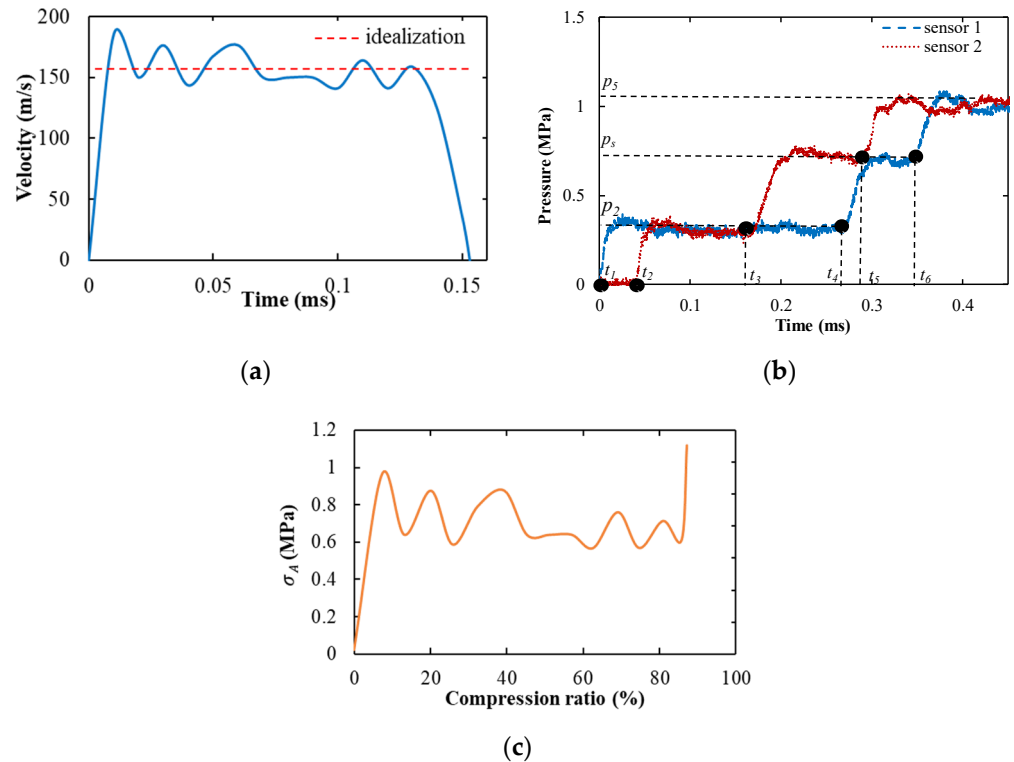 200
150
100
50
0
Velocity (m/s)
idealization
0
0.05
0.1
0.15
Time (ms)
(a)
1.5
1
0.5
0
Pressure (MPa)
sensor 1
sensor 2
p5
ps
p2
t1
t2
t3
t4
t5
t6
0
0.1
0.2
0.3
0.4
Time (ms)
(b)
1.2
1
0.8
0.6
0.4
0.2
0
σA (MPa)
0
20
40
60
80
100
Compression ratio (%)
(c)